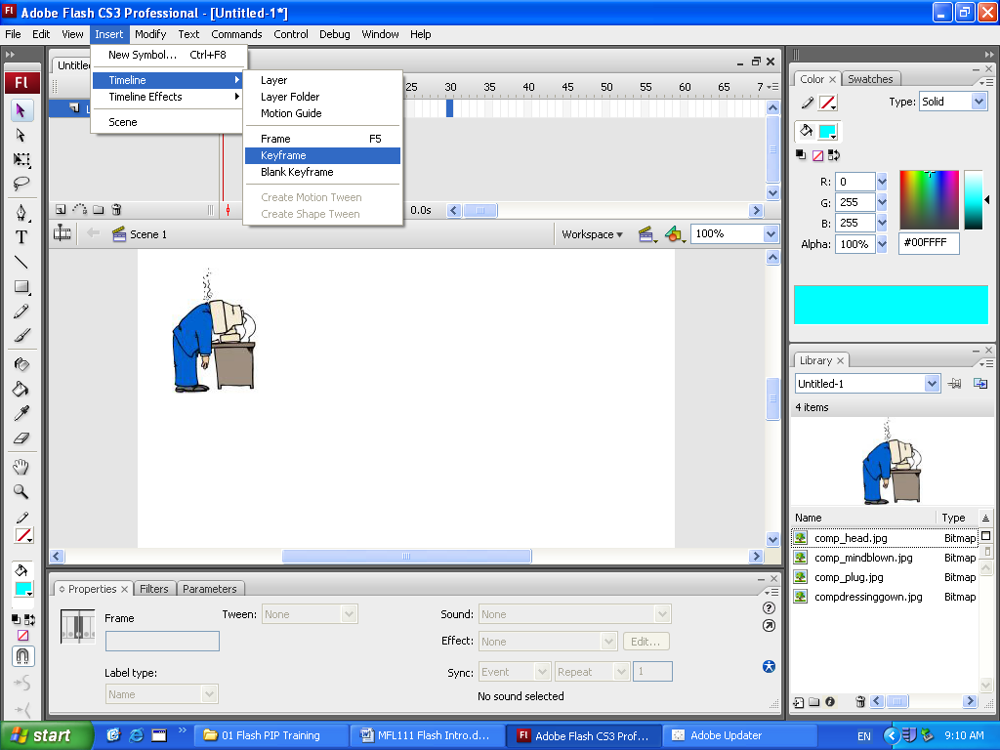 Adobe Flash CS3 Professional - [Untitled-1*]
File Edit View Insert Modify Text Commands Control Debug Window Help
New Symbol... Ctrl+F8
Timeline
Timeline Effects
Scene
Layer
Layer Folder
Motion Guide
Frame F5
Keyframe
Blank Keyframe
Create Motion Tween
Create Shape Tween
25 30 35 40 45 50 55 60 65 7
0.0s
Scene 1
Workspace
100%
Fl
T
Color Swatches
Type: Solid
R: 0
G: 255
B: 255
Alpha: 100%
#00FFFF
Library
Untitled-1
4 items
Name Type
comp_head.jpg Bitmap
comp_mindblown.jpg Bitmap
comp_plug.jpg Bitmap
compdressinggown.jpg Bitmap
Properties Filters Parameters
Frame
Tween: None
Sound: None
Effect: None Edit...
Label type:
Name
Sync: Event Repeat 1
No sound selected
start
01 Flash PIP Training
MFL111 Flash Intro.d...
Adobe Flash CS3 Prof...
Adobe Updater
EN
9:10 AM